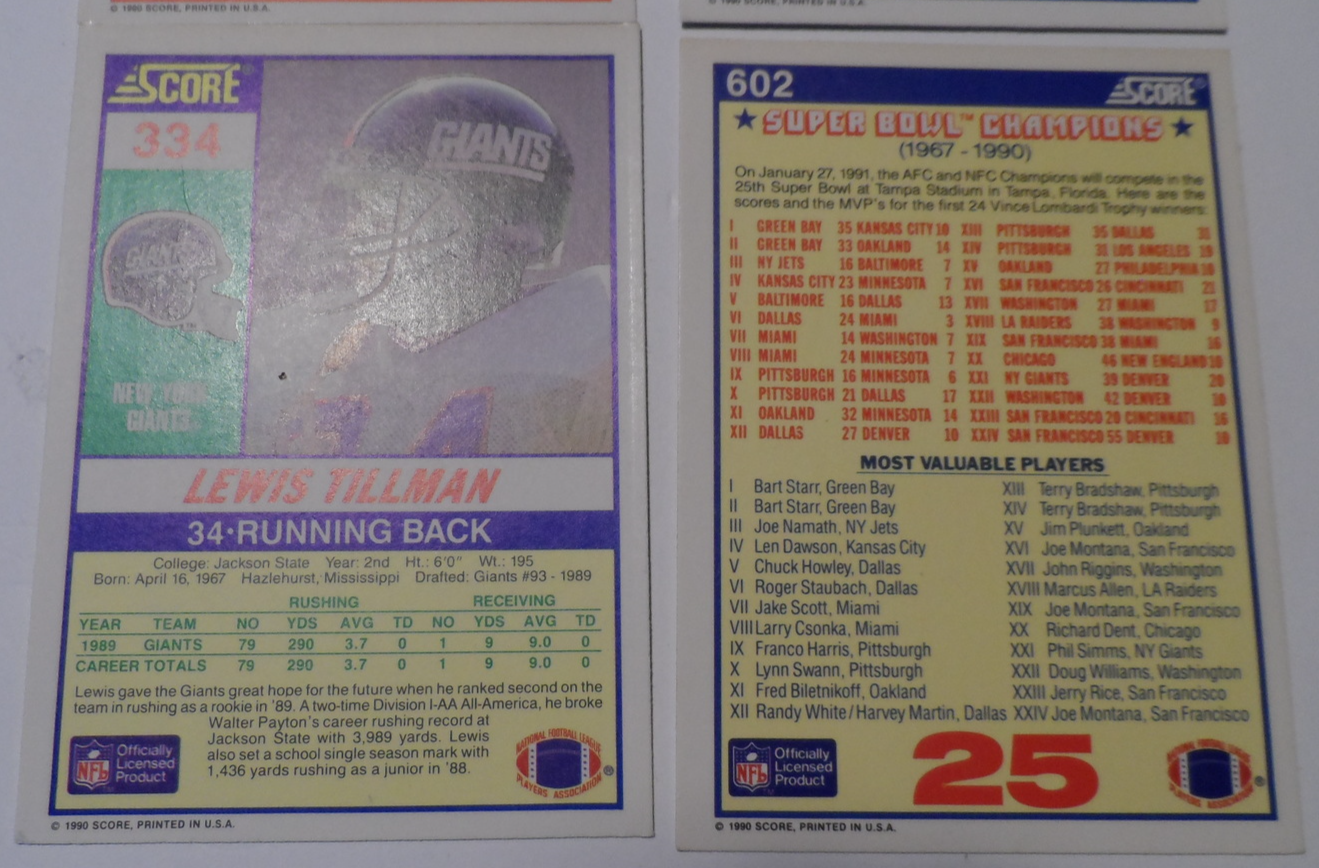 © 1990 SCORE, PRINTED IN U.S.A.
© 1990 SCORE, PRINTED IN U.S.A.
SCORE®
334
GIANTS
GIANTS
NEW YORK
GIANTS
34
LEWIS TILLMAN
34·RUNNING BACK
College: Jackson State Year: 2nd Ht.: 6'0" Wt.: 195
Born: April 16, 1967 Hazlehurst, Mississippi Drafted: Giants #93 - 1989
RUSHING RECEIVING
YEAR TEAM NO YDS AVG TD NO YDS AVG TD
1989 GIANTS 79 290 3.7 0 1 9 9.0 0
CAREER TOTALS 79 290 3.7 0 1 9 9.0 0
Lewis gave the Giants great hope for the future when he ranked second on the
team in rushing as a rookie in '89. A two-time Division I-AA All-America, he broke
Walter Payton's career rushing record at
Jackson State with 3,989 yards. Lewis
also set a school single season mark with
1,436 yards rushing as a junior in '88.
NFL
Officially
Licensed
Product
NATIONAL FOOTBALL LEAGUE
PLAYERS ASSOCIATION
®
© 1990 SCORE, PRINTED IN U.S.A.
602
SCORE®
★ SUPER BOWL™ CHAMPIONS ★
(1967 - 1990)
On January 27, 1991, the AFC and NFC Champions will compete in the
25th Super Bowl at Tampa Stadium in Tampa, Florida. Here are the
scores and the MVP's for the first 24 Vince Lombardi Trophy winners:
I GREEN BAY 35 KANSAS CITY 10 XIII PITTSBURGH 35 DALLAS 31
II GREEN BAY 33 OAKLAND 14 XIV PITTSBURGH 31 LOS ANGELES 19
III NY JETS 16 BALTIMORE 7 XV OAKLAND 27 PHILADELPHIA 10
IV KANSAS CITY 23 MINNESOTA 7 XVI SAN FRANCISCO 26 CINCINNATI 21
V BALTIMORE 16 DALLAS 13 XVII WASHINGTON 27 MIAMI 17
VI DALLAS 24 MIAMI 3 XVIII LA RAIDERS 38 WASHINGTON 9
VII MIAMI 14 WASHINGTON 7 XIX SAN FRANCISCO 38 MIAMI 16
VIII MIAMI 24 MINNESOTA 7 XX CHICAGO 46 NEW ENGLAND 10
IX PITTSBURGH 16 MINNESOTA 6 XXI NY GIANTS 39 DENVER 20
X PITTSBURGH 21 DALLAS 17 XXII WASHINGTON 42 DENVER 10
XI OAKLAND 32 MINNESOTA 14 XXIII SAN FRANCISCO 20 CINCINNATI 16
XII DALLAS 27 DENVER 10 XXIV SAN FRANCISCO 55 DENVER 10
MOST VALUABLE PLAYERS
I Bart Starr, Green Bay XIII Terry Bradshaw, Pittsburgh
II Bart Starr, Green Bay XIV Terry Bradshaw, Pittsburgh
III Joe Namath, NY Jets XV Jim Plunkett, Oakland
IV Len Dawson, Kansas City XVI Joe Montana, San Francisco
V Chuck Howley, Dallas XVII John Riggins, Washington
VI Roger Staubach, Dallas XVIII Marcus Allen, LA Raiders
VII Jake Scott, Miami XIX Joe Montana, San Francisco
VIII Larry Csonka, Miami XX Richard Dent, Chicago
IX Franco Harris, Pittsburgh XXI Phil Simms, NY Giants
X Lynn Swann, Pittsburgh XXII Doug Williams, Washington
XI Fred Biletnikoff, Oakland XXIII Jerry Rice, San Francisco
XII Randy White/Harvey Martin, Dallas XXIV Joe Montana, San Francisco
NFL
Officially
Licensed
Product
25
NATIONAL FOOTBALL LEAGUE
PLAYERS ASSOCIATION
®
© 1990 SCORE, PRINTED IN U.S.A.